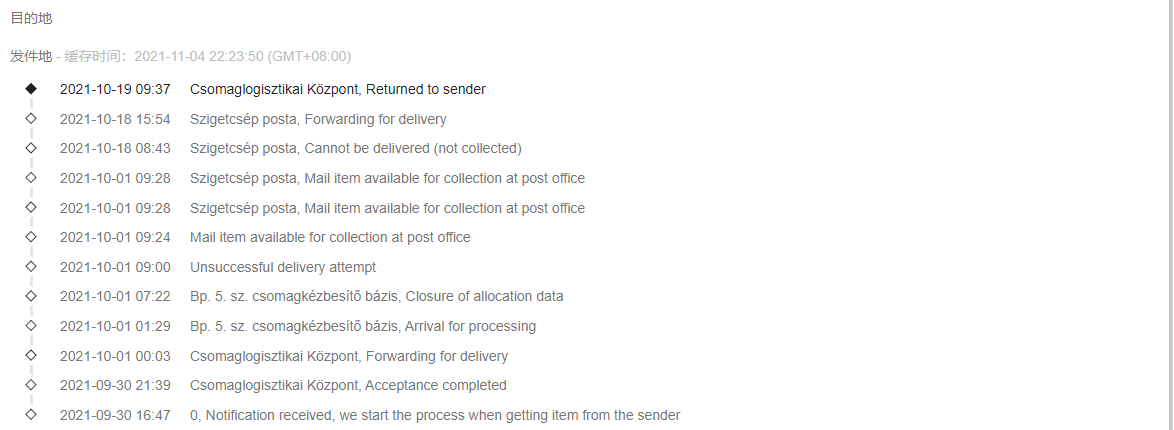 目的地
发件地 - 缓存时间：2021-11-04 22:23:50 (GMT+08:00)
2021-10-19 09:37 Csomaglogisztikai Központ, Returned to sender
2021-10-18 15:54 Szigetcsép posta, Forwarding for delivery
2021-10-18 08:43 Szigetcsép posta, Cannot be delivered (not collected)
2021-10-01 09:28 Szigetcsép posta, Mail item available for collection at post office
2021-10-01 09:28 Szigetcsép posta, Mail item available for collection at post office
2021-10-01 09:24 Mail item available for collection at post office
2021-10-01 09:00 Unsuccessful delivery attempt
2021-10-01 07:22 Bp. 5. sz. csomagkézbesítő bázis, Closure of allocation data
2021-10-01 01:29 Bp. 5. sz. csomagkézbesítő bázis, Arrival for processing
2021-10-01 00:03 Csomaglogisztikai Központ, Forwarding for delivery
2021-09-30 21:39 Csomaglogisztikai Központ, Acceptance completed
2021-09-30 16:47 0, Notification received, we start the process when getting item from the sender